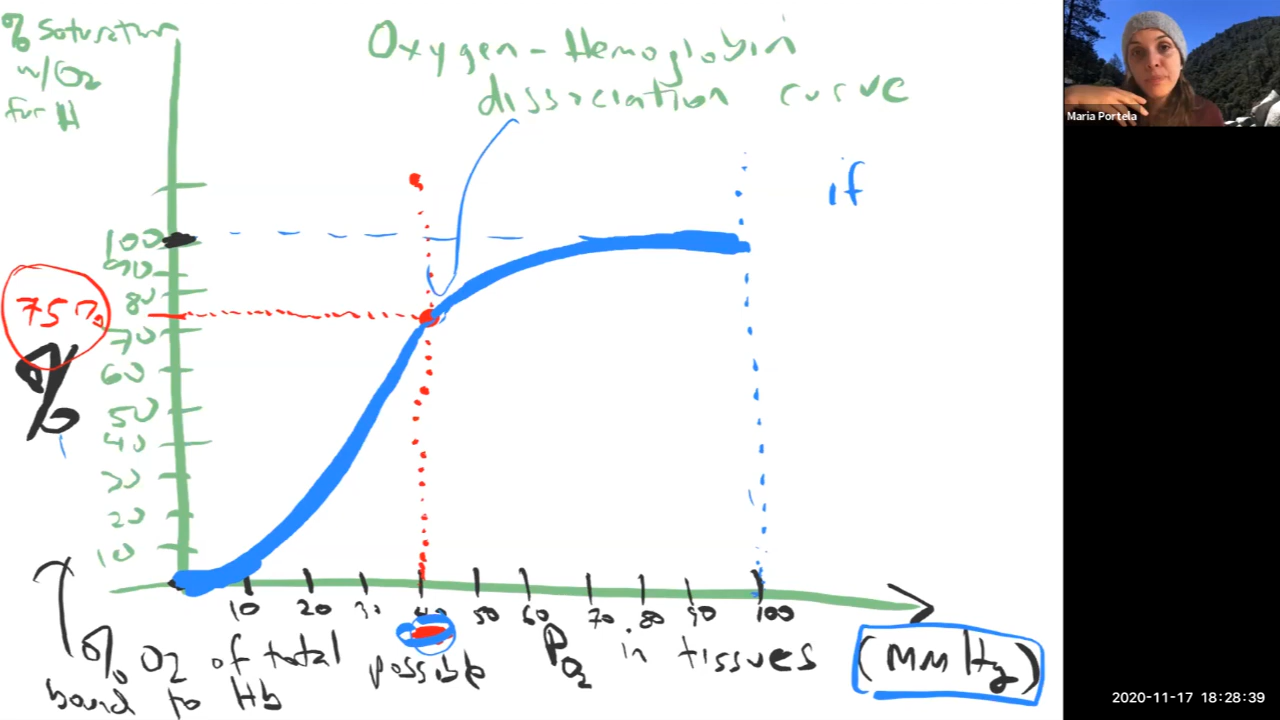 % Saturation
w/O2
for H
Oxygen-Hemoglobin
dissociation curve
if
100
90
80
75%
70
60
50
40
30
20
10
%
10 20 30 40 50 60 70 80 90 100
% O2 of total possible
bound to Hb
PO2 in tissues (mmHg)
Maria Portela
2020-11-17 18:28:39